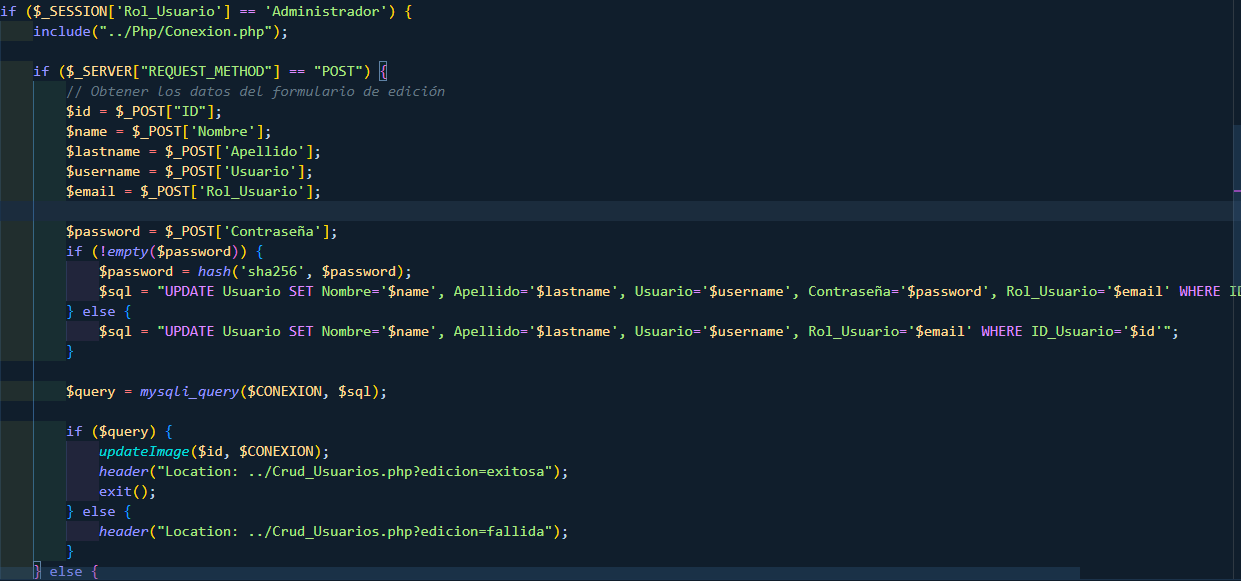 if ($_SESSION['Rol_Usuario'] == 'Administrador') {
include("../Php/Conexion.php");
if ($_SERVER["REQUEST_METHOD"] == "POST") {
// Obtener los datos del formulario de edición
$id = $_POST["ID"];
$name = $_POST['Nombre'];
$lastname = $_POST['Apellido'];
$username = $_POST['Usuario'];
$email = $_POST['Rol_Usuario'];
$password = $_POST['Contraseña'];
if (!empty($password)) {
$password = hash('sha256', $password);
$sql = "UPDATE Usuario SET Nombre='$name', Apellido='$lastname', Usuario='$username', Contraseña='$password', Rol_Usuario='$email' WHERE
} else {
$sql = "UPDATE Usuario SET Nombre='$name', Apellido='$lastname', Usuario='$username', Rol_Usuario='$email' WHERE ID_Usuario='$id'";
}
$query = mysqli_query($CONEXION, $sql);
if ($query) {
updateImage($id, $CONEXION);
header("Location: ../Crud_Usuarios.php?edicion=exitosa");
exit();
} else {
header("Location: ../Crud_Usuarios.php?edicion=fallida");
}
} else {